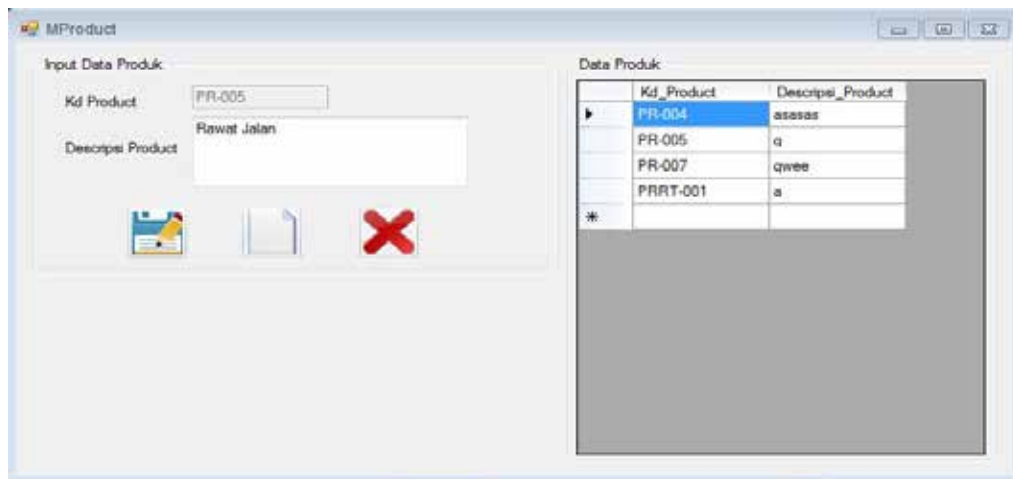 MProduct
Input Data Produk
Kd Product
PR-005
Descripsi Product
Rawat Jalan
Data Produk
Kd_Product Descripsi_Product
PR-004 asasas
PR-005 q
PR-007 qwee
PRRT-001 a